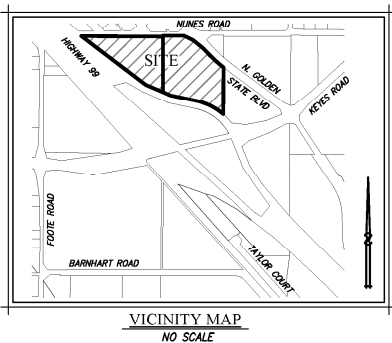 NUNES ROAD
HIGHWAY 99
SITE
N. GOLDEN
STATE BLVD
KEYES ROAD
FOOTE ROAD
TAYLOR COURT
BARNHART ROAD
VICINITY MAP
NO SCALE